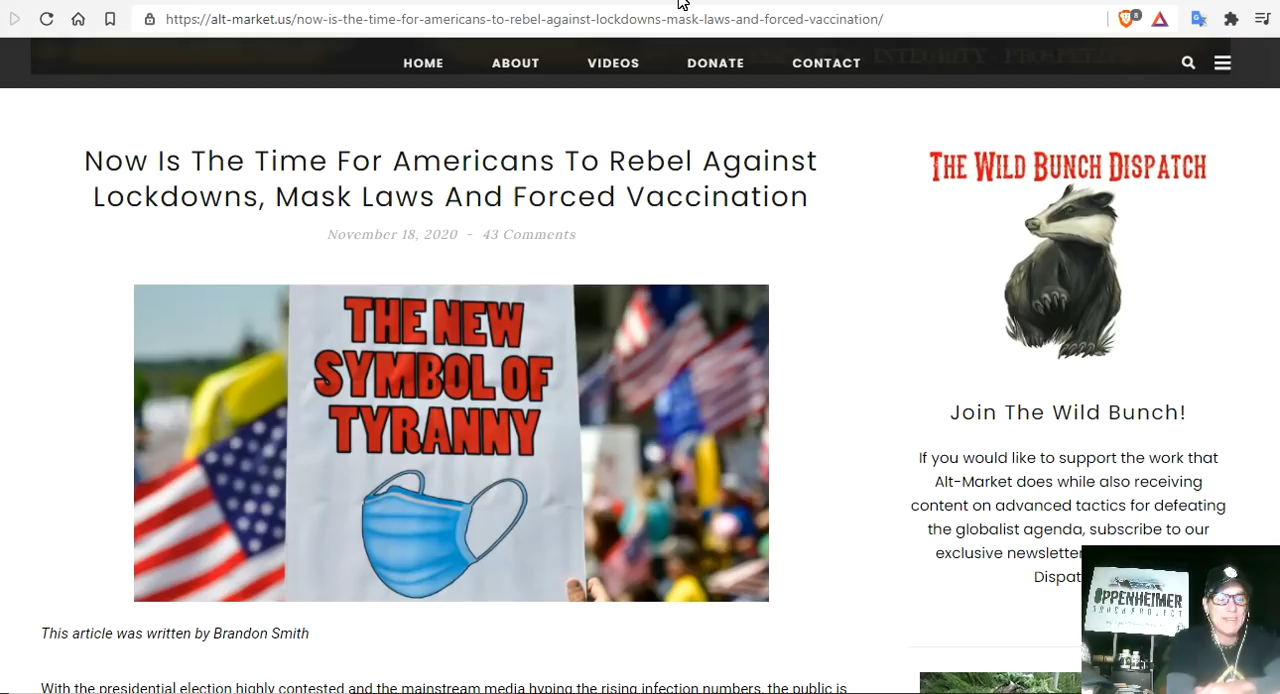 https://alt-market.us/now-is-the-time-for-americans-to-rebel-against-lockdowns-mask-laws-and-forced-vaccination/
8
INTEGRITY - PROSPER
HOME ABOUT VIDEOS DONATE CONTACT
Now Is The Time For Americans To Rebel Against
Lockdowns, Mask Laws And Forced Vaccination
November 18, 2020 - 43 Comments
THE NEW
SYMBOL OF
TYRANNY
This article was written by Brandon Smith
With the presidential election highly contested and the mainstream media hyping the rising infection numbers, the public is
THE WILD BUNCH DISPATCH
Join The Wild Bunch!
If you would like to support the work that
Alt-Market does while also receiving
content on advanced tactics for defeating
the globalist agenda, subscribe to our
exclusive newsletter
Dispat
OPPENHEIMER
RANCH PROJECT